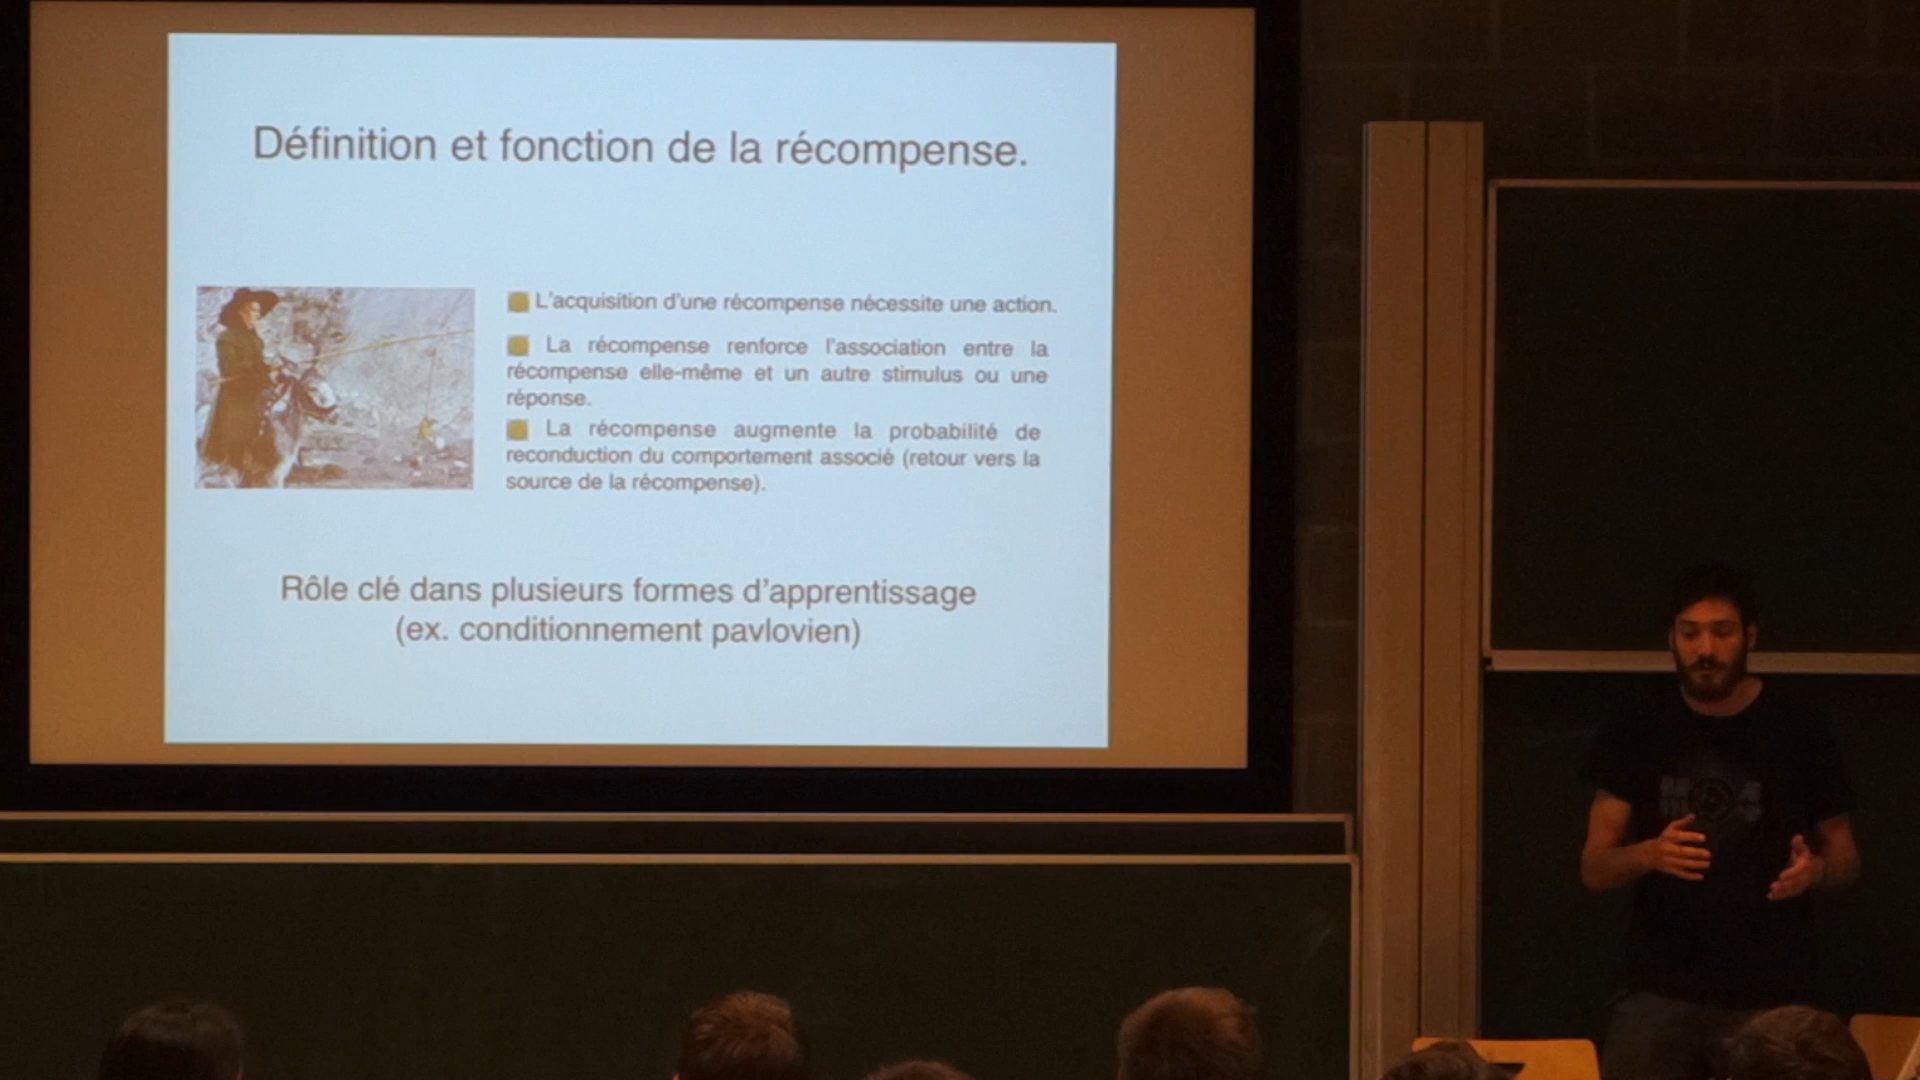 Définition et fonction de la récompense.
L'acquisition d'une récompense nécessite une action.
La récompense renforce l'association entre la
récompense elle-même et un autre stimulus ou une
réponse.
La récompense augmente la probabilité de
reconduction du comportement associé (retour vers la
source de la récompense).
Rôle clé dans plusieurs formes d'apprentissage
(ex. conditionnement pavlovien)